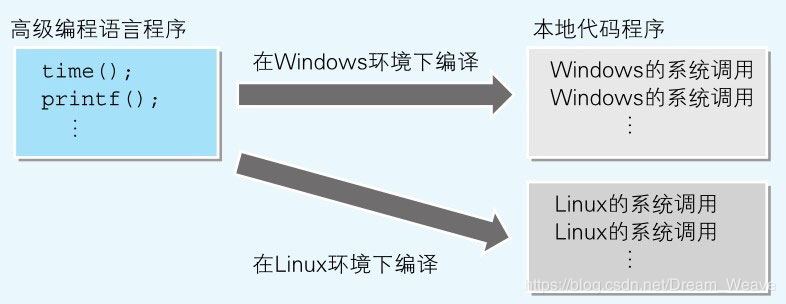 高级编程语言程序
time();
printf();
⋮
在Windows环境下编译
在Linux环境下编译
本地代码程序
Windows的系统调用
Windows的系统调用
⋮
Linux的系统调用
Linux的系统调用
⋮
https://blog.csdn.net/Dream_Weave